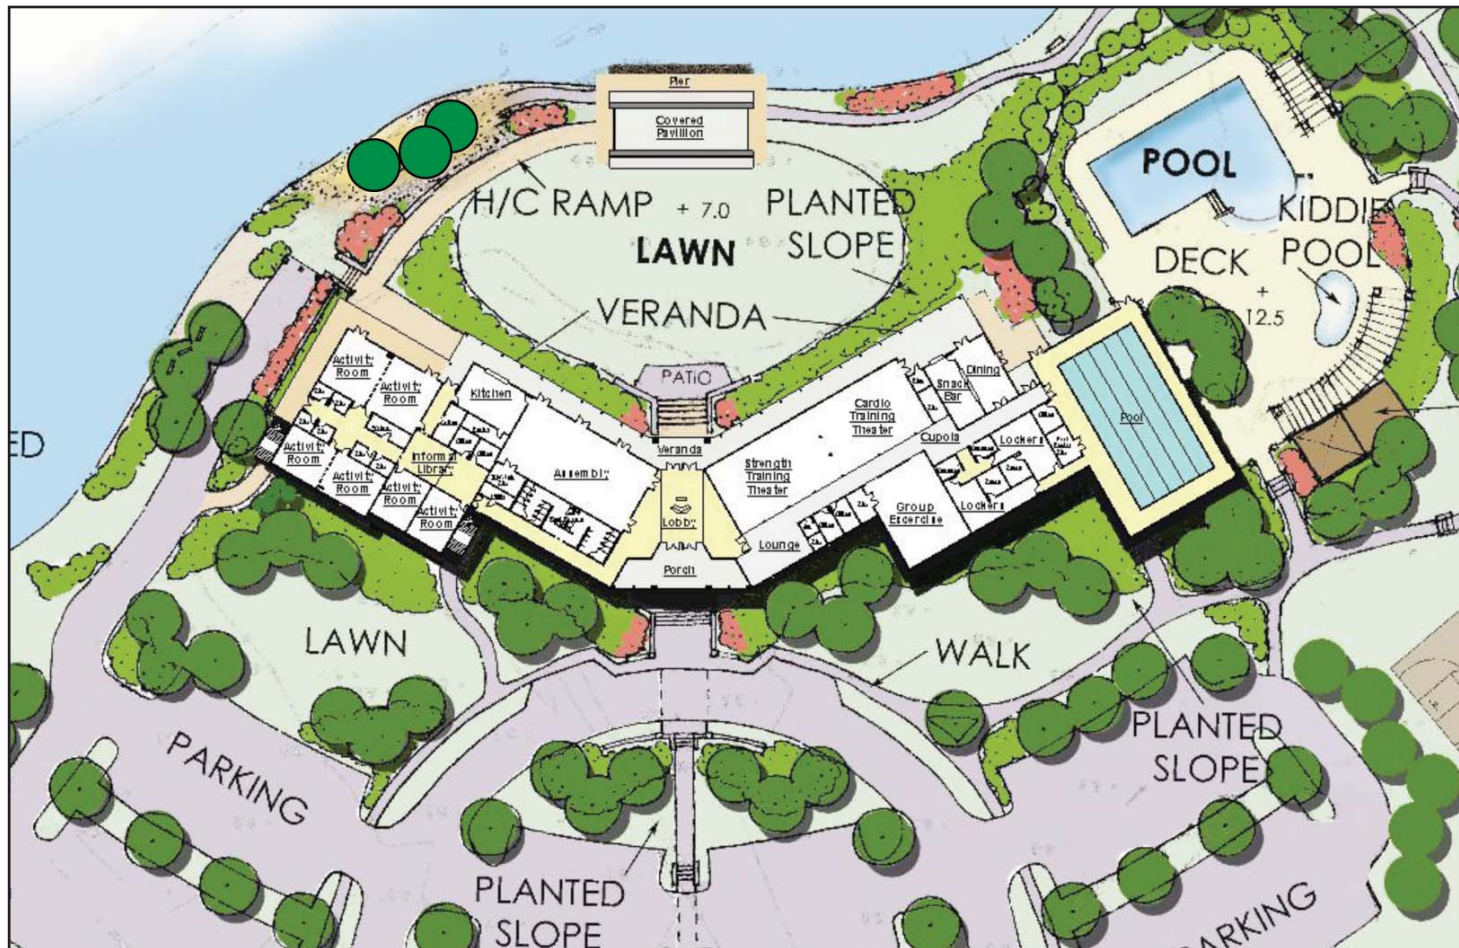 Pier
Covered
Pavillion
H/C RAMP
+ 7.0
LAWN
PLANTED
SLOPE
POOL
KIDDIE
POOL
DECK
+
12.5
VERANDA
PATIO
ED
Activity
Room
Activity
Room
Kitchen
Activity
Room
Activity
Room
Activity
Room
Activity
Room
Informal
Library
Assembly
Veranda
Lobby
Porch
Lounge
Strength
Training
Theater
Cardio
Training
Theater
Snack
Bar
Dining
Cupola
Lockers
Lockers
Group
Excercise
Pool
LAWN
WALK
PARKING
PLANTED
SLOPE
PLANTED
SLOPE
PARKING